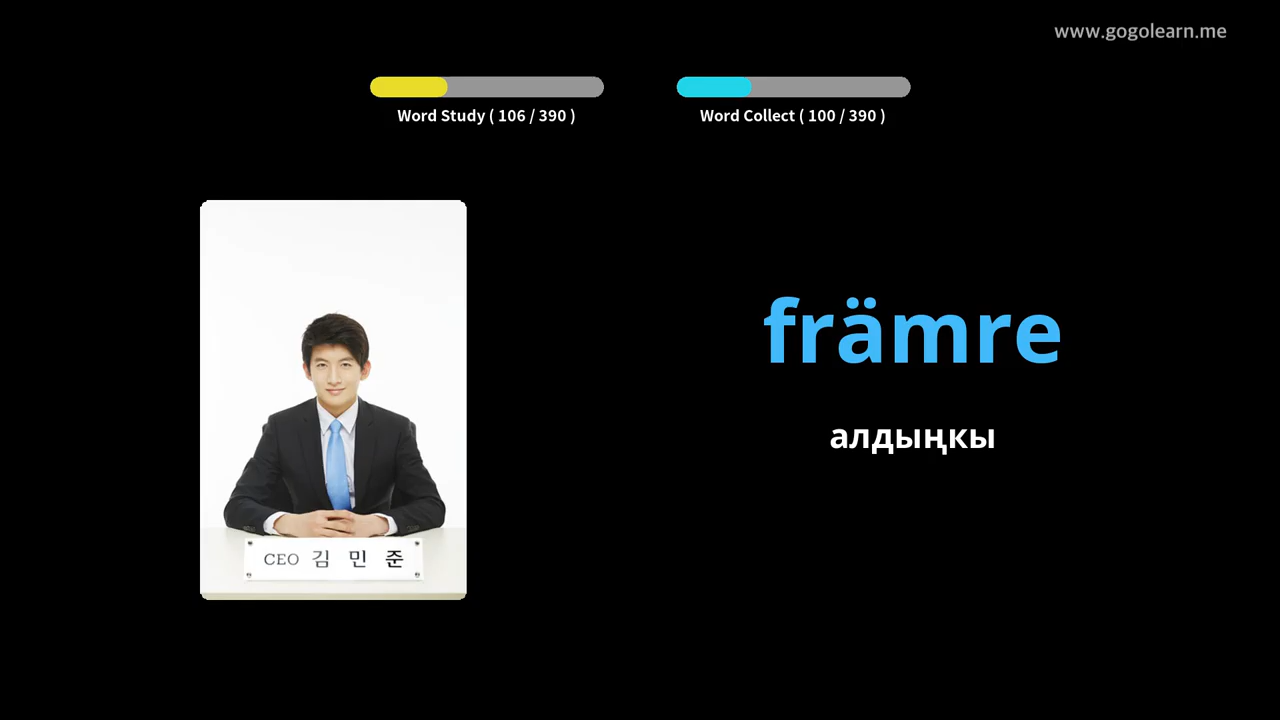 www.gogolearn.me
Word Study ( 106 / 390 )
Word Collect ( 100 / 390 )
främre
алдыңкы
CEO 김 민 준